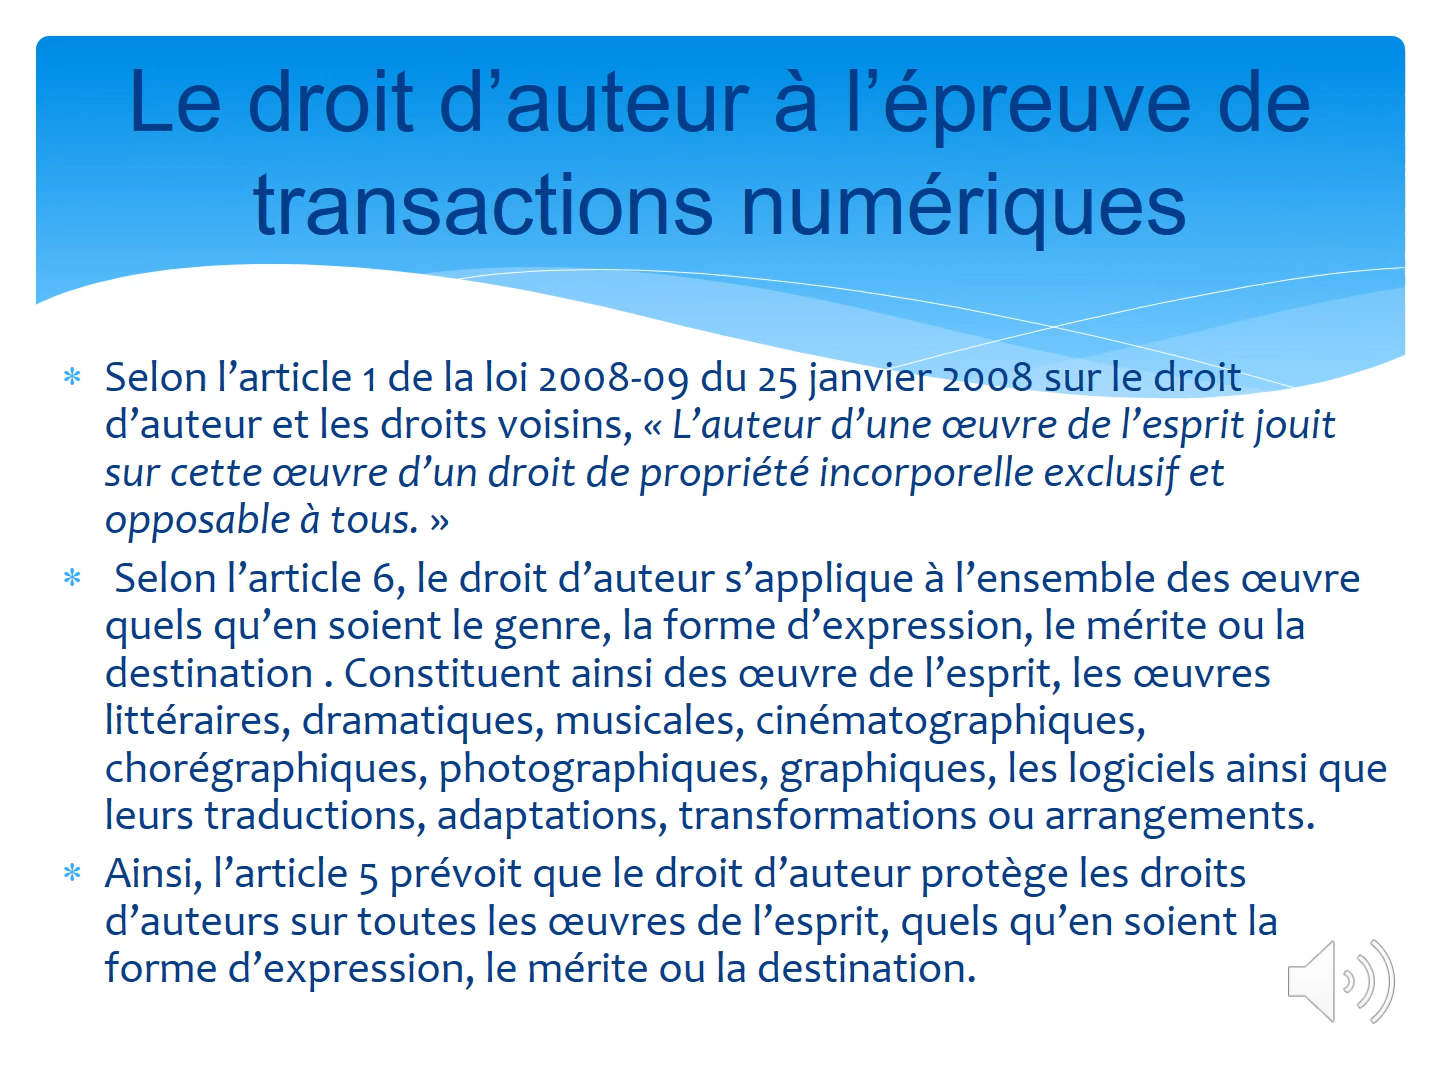 Le droit d’auteur à l’épreuve de
transactions numériques
* Selon l’article 1 de la loi 2008-09 du 25 janvier 2008 sur le droit
d’auteur et les droits voisins, « L’auteur d’une œuvre de l’esprit jouit
sur cette œuvre d’un droit de propriété incorporelle exclusif et
opposable à tous. »
* Selon l’article 6, le droit d’auteur s’applique à l’ensemble des œuvre
quels qu’en soient le genre, la forme d’expression, le mérite ou la
destination . Constituent ainsi des œuvre de l’esprit, les œuvres
littéraires, dramatiques, musicales, cinématographiques,
chorégraphiques, photographiques, graphiques, les logiciels ainsi que
leurs traductions, adaptations, transformations ou arrangements.
* Ainsi, l’article 5 prévoit que le droit d’auteur protège les droits
d’auteurs sur toutes les œuvres de l’esprit, quels qu’en soient la
forme d’expression, le mérite ou la destination.